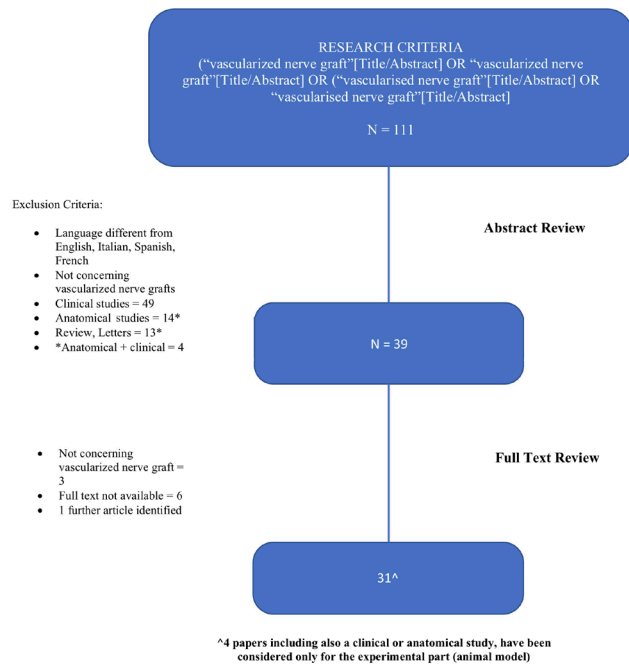 RESEARCH CRITERIA
(“vascularized nerve graft”[Title/Abstract] OR “vascularized nerve
graft”[Title/Abstract] OR (“vascularised nerve graft”[Title/Abstract] OR
“vascularised nerve graft”[Title/Abstract]
N = 111
Exclusion Criteria:
• Language different from
English, Italian, Spanish,
French
• Not concerning
vascularized nerve grafts
• Clinical studies = 49
• Anatomical studies = 14*
• Review, Letters = 13*
• *Anatomical + clinical = 4
Abstract Review
N = 39
• Not concerning
vascularized nerve graft =
3
• Full text not available = 6
• 1 further article identified
Full Text Review
31^
^4 papers including also a clinical or anatomical study, have been
considered only for the experimental part (animal model)